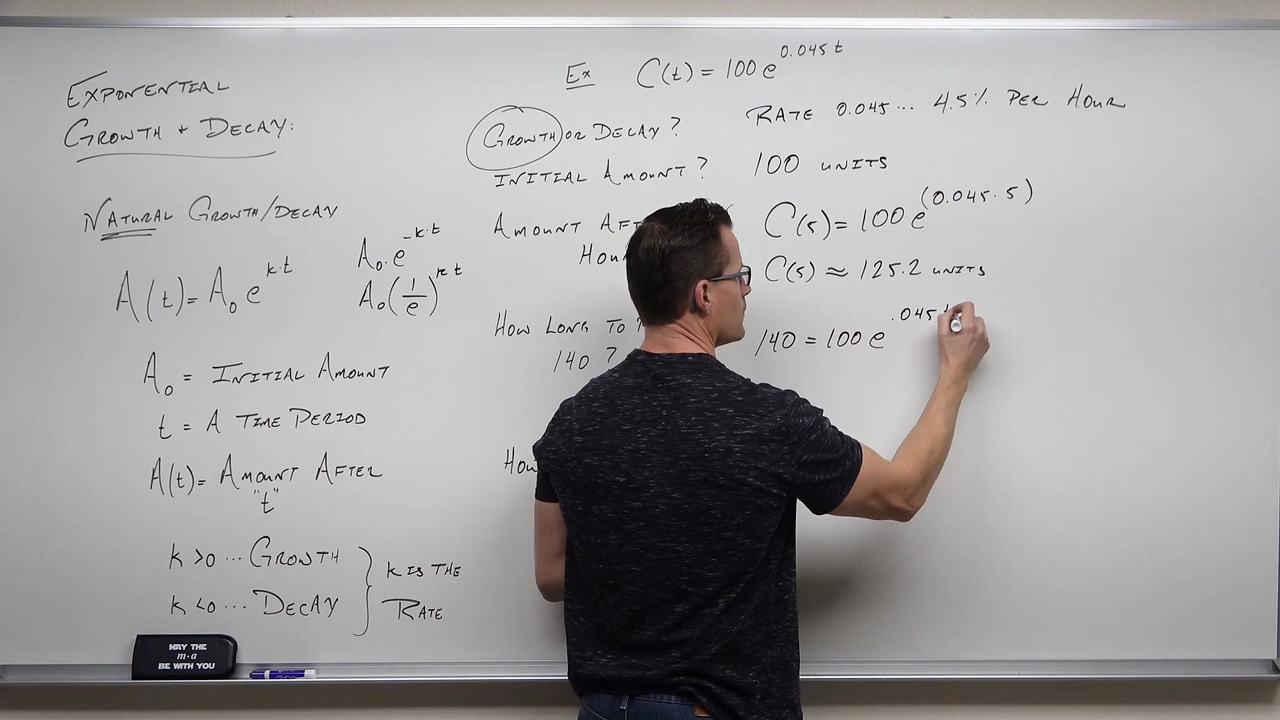 EXPONENTIAL
GROWTH + DECAY:
NATURAL GROWTH/DECAY
A(t) = A₀ e^(k·t)
A₀·e^(-k·t)
A₀(1/e)^(k t)
A₀ = INITIAL AMOUNT
t = A TIME PERIOD
A(t) = AMOUNT AFTER
"t"
k >0 ... GROWTH
k <0 ... DECAY
k IS THE
RATE
MAY THE
m·a
BE WITH YOU
Ex C(t) = 100 e^(0.045 t)
GROWTH OR DECAY? RATE 0.045... 4.5% PER HOUR
INITIAL AMOUNT? 100 UNITS
AMOUNT C(5) = 100 e^(0.045 · 5)
C(5) ≈ 125.2 UNITS
HOW LONG TO
140 ? 140 = 100 e^(.045